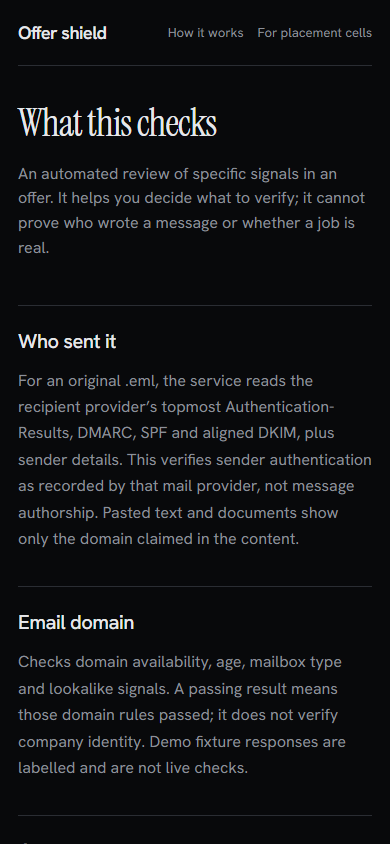 Offer shield
How it works
For placement cells
What this checks
An automated review of specific signals in an
offer. It helps you decide what to verify; it cannot
prove who wrote a message or whether a job is
real.
Who sent it
For an original .eml, the service reads the
recipient provider’s topmost Authentication-
Results, DMARC, SPF and aligned DKIM, plus
sender details. This verifies sender authentication
as recorded by that mail provider, not message
authorship. Pasted text and documents show
only the domain claimed in the content.
Email domain
Checks domain availability, age, mailbox type
and lookalike signals. A passing result means
those domain rules passed; it does not verify
company identity. Demo fixture responses are
labelled and are not live checks.